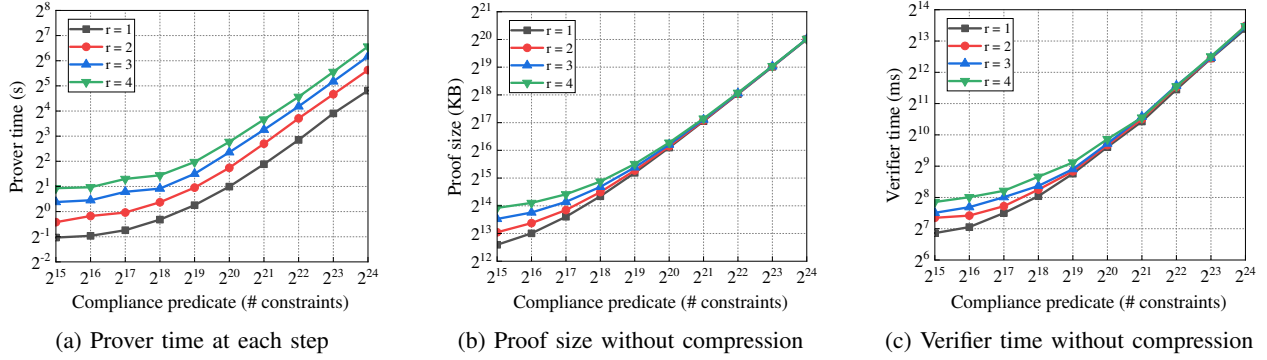 2^8
2^7
2^6
2^5
2^4
2^3
2^2
2^1
2^0
2^-1
2^-2
Prover time (s)
r = 1
r = 2
r = 3
r = 4
2^15 2^16 2^17 2^18 2^19 2^20 2^21 2^22 2^23 2^24
Compliance predicate (# constraints)
(a) Prover time at each step
2^21
2^20
2^19
2^18
2^17
2^16
2^15
2^14
2^13
2^12
Proof size (KB)
r = 1
r = 2
r = 3
r = 4
2^15 2^16 2^17 2^18 2^19 2^20 2^21 2^22 2^23 2^24
Compliance predicate (# constraints)
(b) Proof size without compression
2^14
2^13
2^12
2^11
2^10
2^9
2^8
2^7
2^6
Verifier time (ms)
r = 1
r = 2
r = 3
r = 4
2^15 2^16 2^17 2^18 2^19 2^20 2^21 2^22 2^23 2^24
Compliance predicate (# constraints)
(c) Verifier time without compression